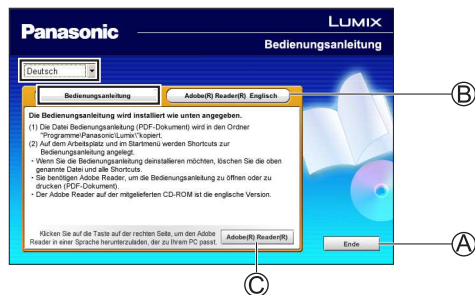 Panasonic
LUMIX
Bedienungsanleitung
Deutsch
Bedienungsanleitung
Adobe(R) Reader(R) Englisch
Die Bedienungsanleitung wird installiert wie unten angegeben.
(1) Die Datei Bedienungsanleitung (PDF-Dokument) wird in den Ordner
"Programme\Panasonic\Lumix\"kopiert.
(2) Auf dem Arbeitsplatz und im Startmenü werden Shortcuts zur
Bedienungsanleitung angelegt.
· Wenn Sie die Bedienungsanleitung deinstallieren möchten, löschen Sie die oben
genannte Datei und alle Shortcuts.
· Sie benötigen Adobe Reader, um die Bedienungsanleitung zu öffnen oder zu
drucken (PDF-Dokument).
· Der Adobe Reader auf der mitgelieferten CD-ROM ist die englische Version.
Klicken Sie auf die Taste auf der rechten Seite, um den Adobe
Reader in einer Sprache herunterzuladen, der zu Ihrem PC passt.
Adobe(R) Reader(R)
Ende
B
A
C